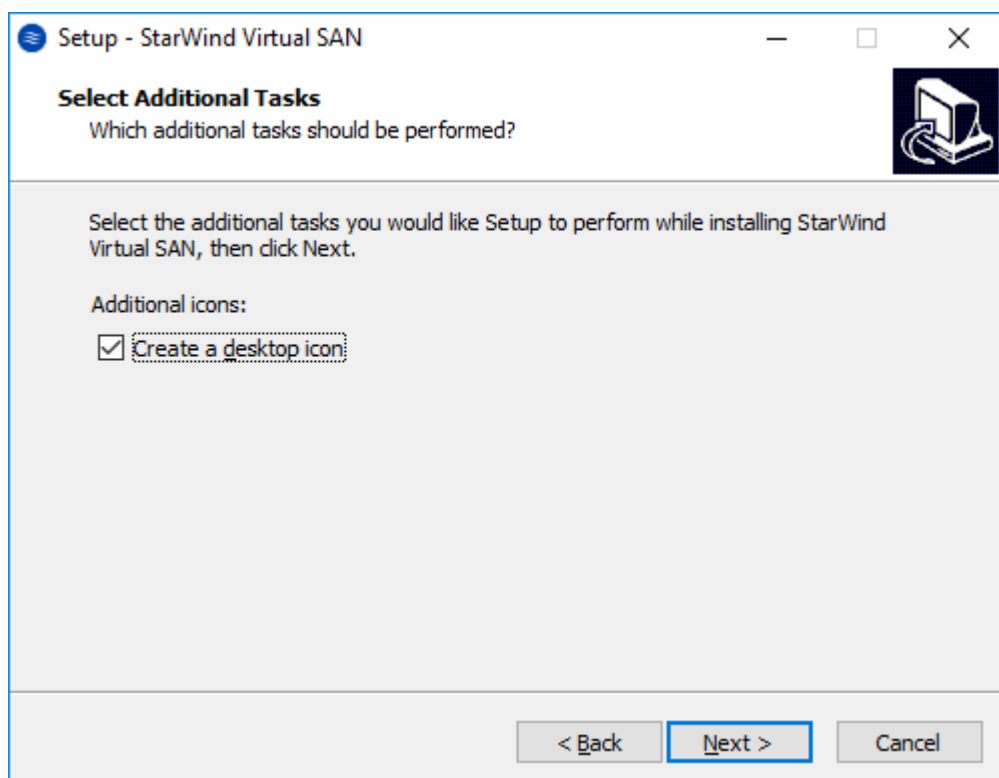 Setup - StarWind Virtual SAN
Select Additional Tasks
Which additional tasks should be performed?
Select the additional tasks you would like Setup to perform while installing StarWind
Virtual SAN, then click Next.
Additional icons:
Create a desktop icon
< Back Next > Cancel